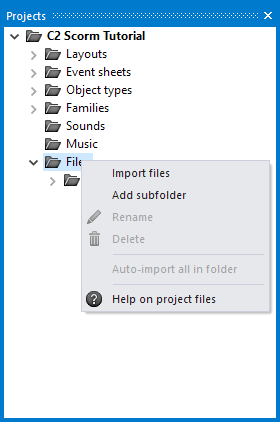 Projects
C2 Scorm Tutorial
Layouts
Event sheets
Object types
Families
Sounds
Music
File
Import files
Add subfolder
Rename
Delete
Auto-import all in folder
Help on project files